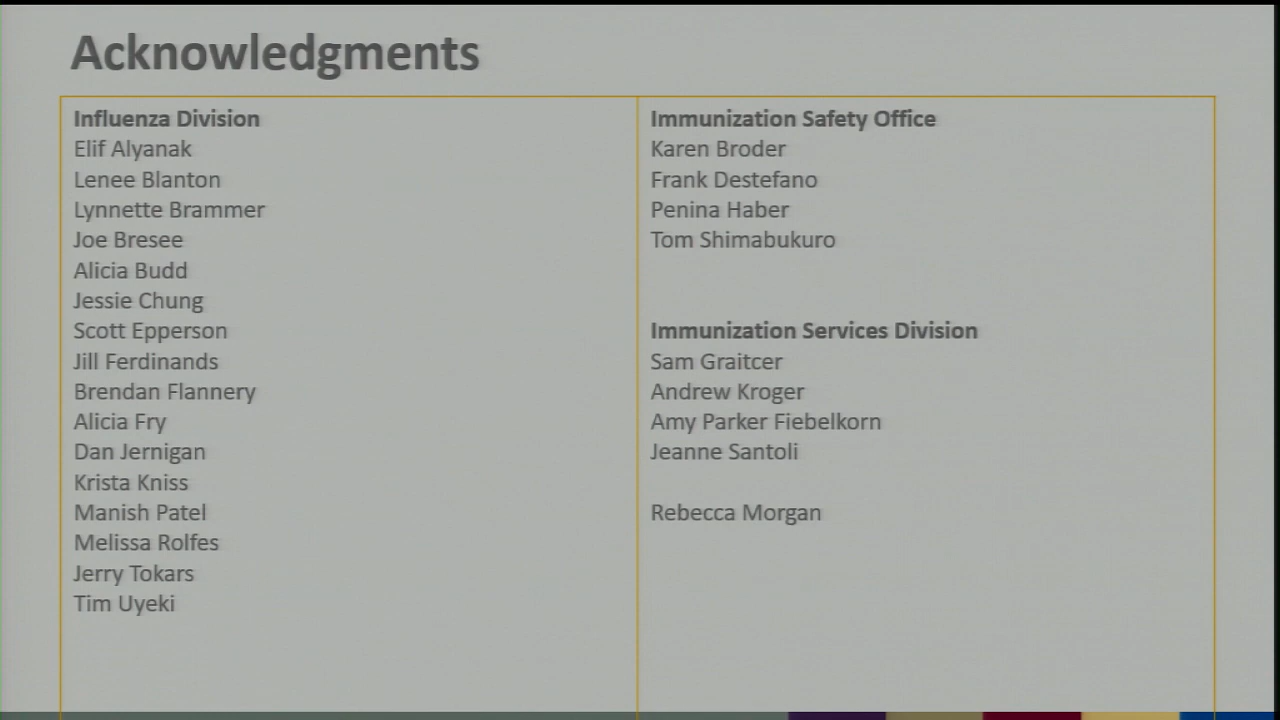 Acknowledgments
Influenza Division
Elif Alyanak
Lenee Blanton
Lynnette Brammer
Joe Bresee
Alicia Budd
Jessie Chung
Scott Epperson
Jill Ferdinands
Brendan Flannery
Alicia Fry
Dan Jernigan
Krista Kniss
Manish Patel
Melissa Rolfes
Jerry Tokars
Tim Uyeki
Immunization Safety Office
Karen Broder
Frank Destefano
Penina Haber
Tom Shimabukuro
Immunization Services Division
Sam Graitcer
Andrew Kroger
Amy Parker Fiebelkorn
Jeanne Santoli
Rebecca Morgan